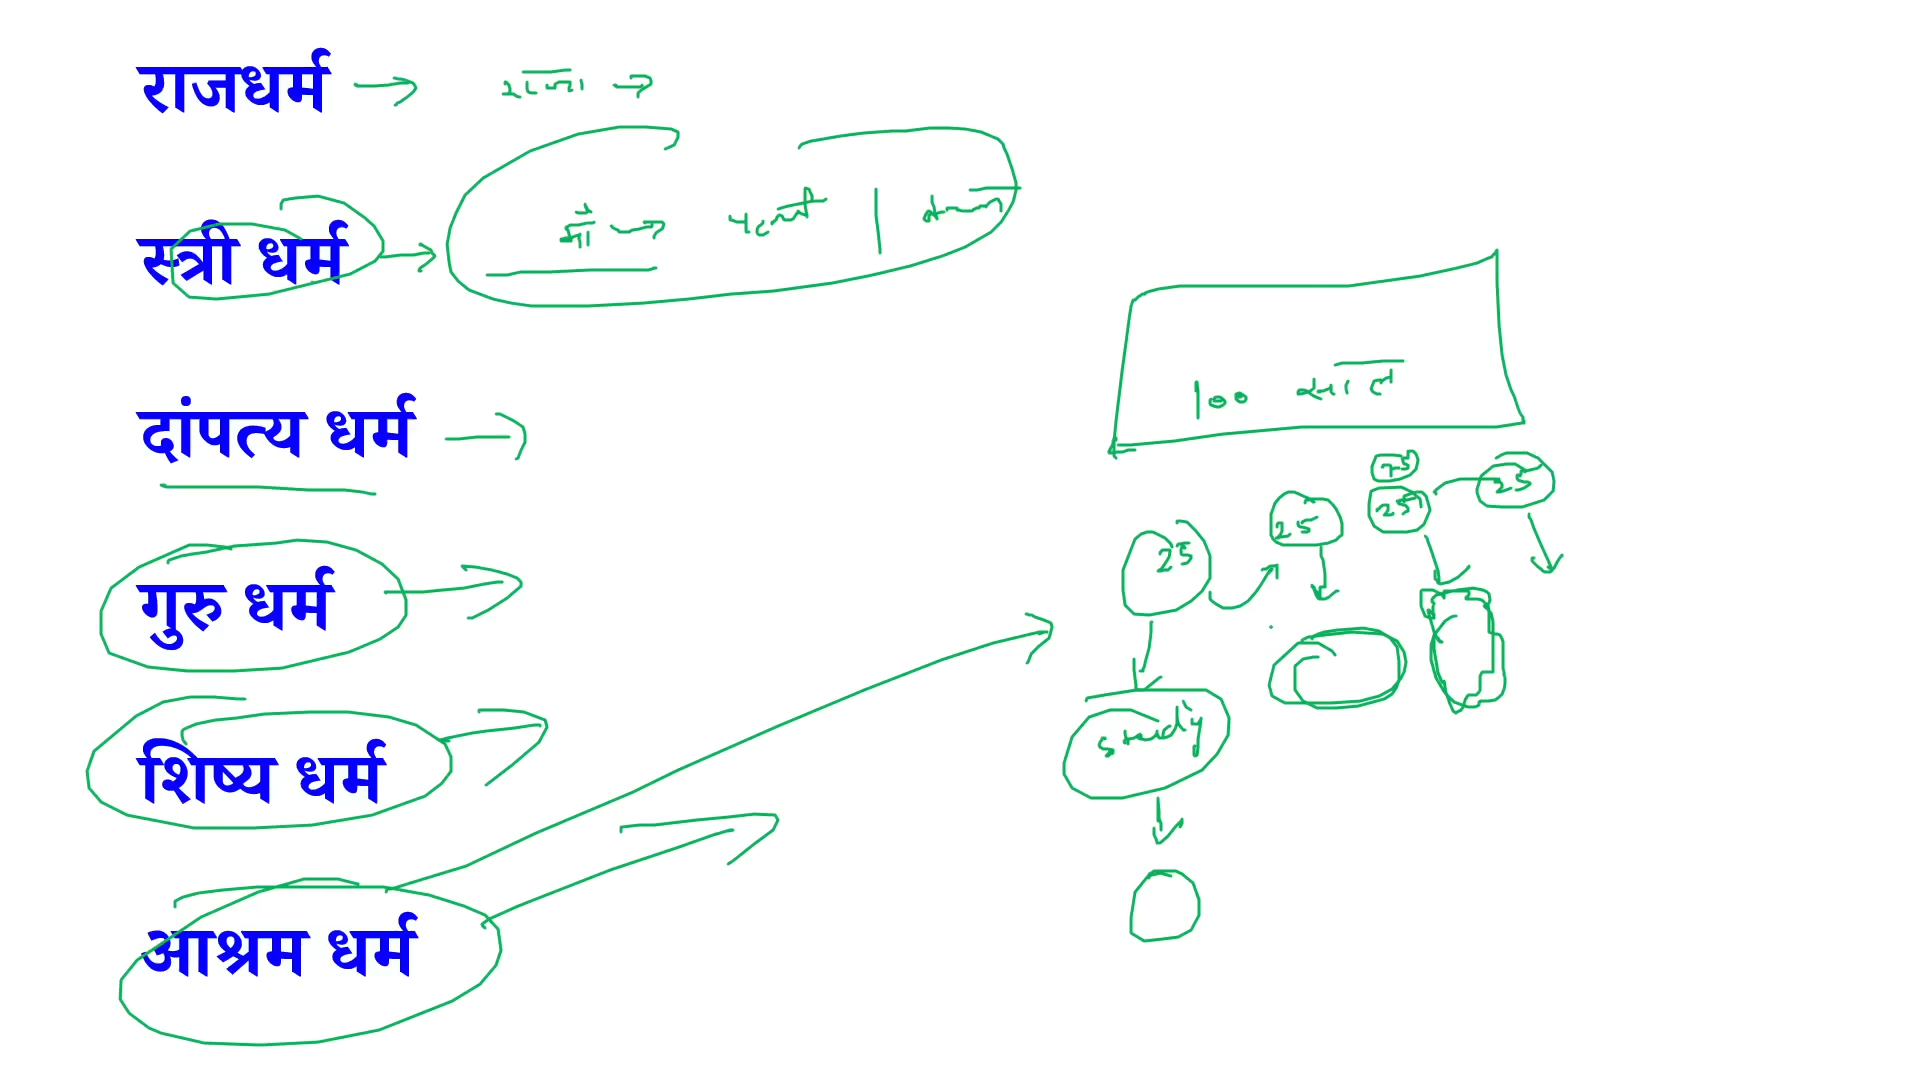 राजधर्म राजा
स्त्री धर्म माँ पत्नी
100 साल
दांपत्य धर्म
75
25 25 25 25
गुरु धर्म
study
शिष्य धर्म
आश्रम धर्म